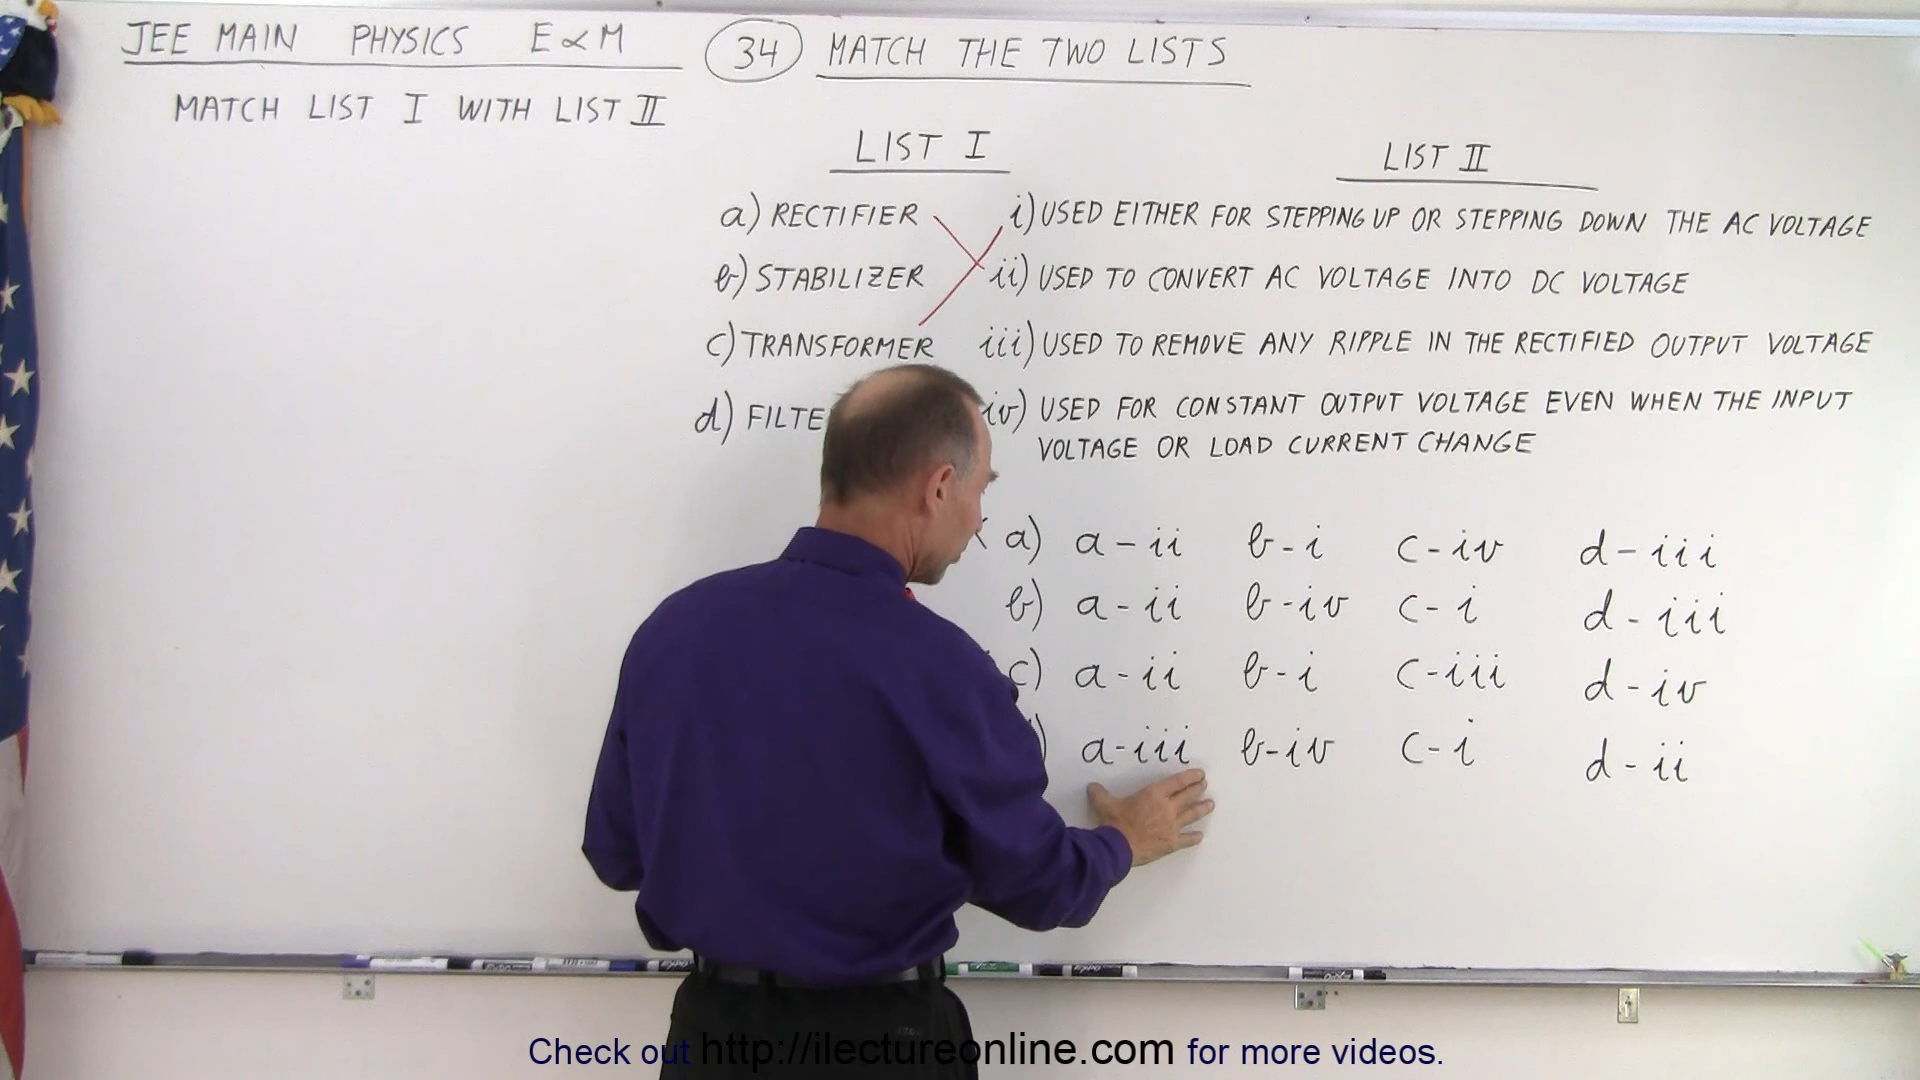 JEE MAIN PHYSICS E & M 34 MATCH THE TWO LISTS
MATCH LIST I WITH LIST II
LIST I
LIST II
a) RECTIFIER
i) USED EITHER FOR STEPPING UP OR STEPPING DOWN THE AC VOLTAGE
b) STABILIZER
ii) USED TO CONVERT AC VOLTAGE INTO DC VOLTAGE
c) TRANSFORMER
iii) USED TO REMOVE ANY RIPPLE IN THE RECTIFIED OUTPUT VOLTAGE
d) FILTE
iv) USED FOR CONSTANT OUTPUT VOLTAGE EVEN WHEN THE INPUT
VOLTAGE OR LOAD CURRENT CHANGE
a) a-ii b-i c-iv d-iii
b) a-ii b-iv c-i d-iii
c) a-ii b-i c-iii d-iv
) a-iii b-iv c-i d-ii
Check out http://ilectureonline.com for more videos.